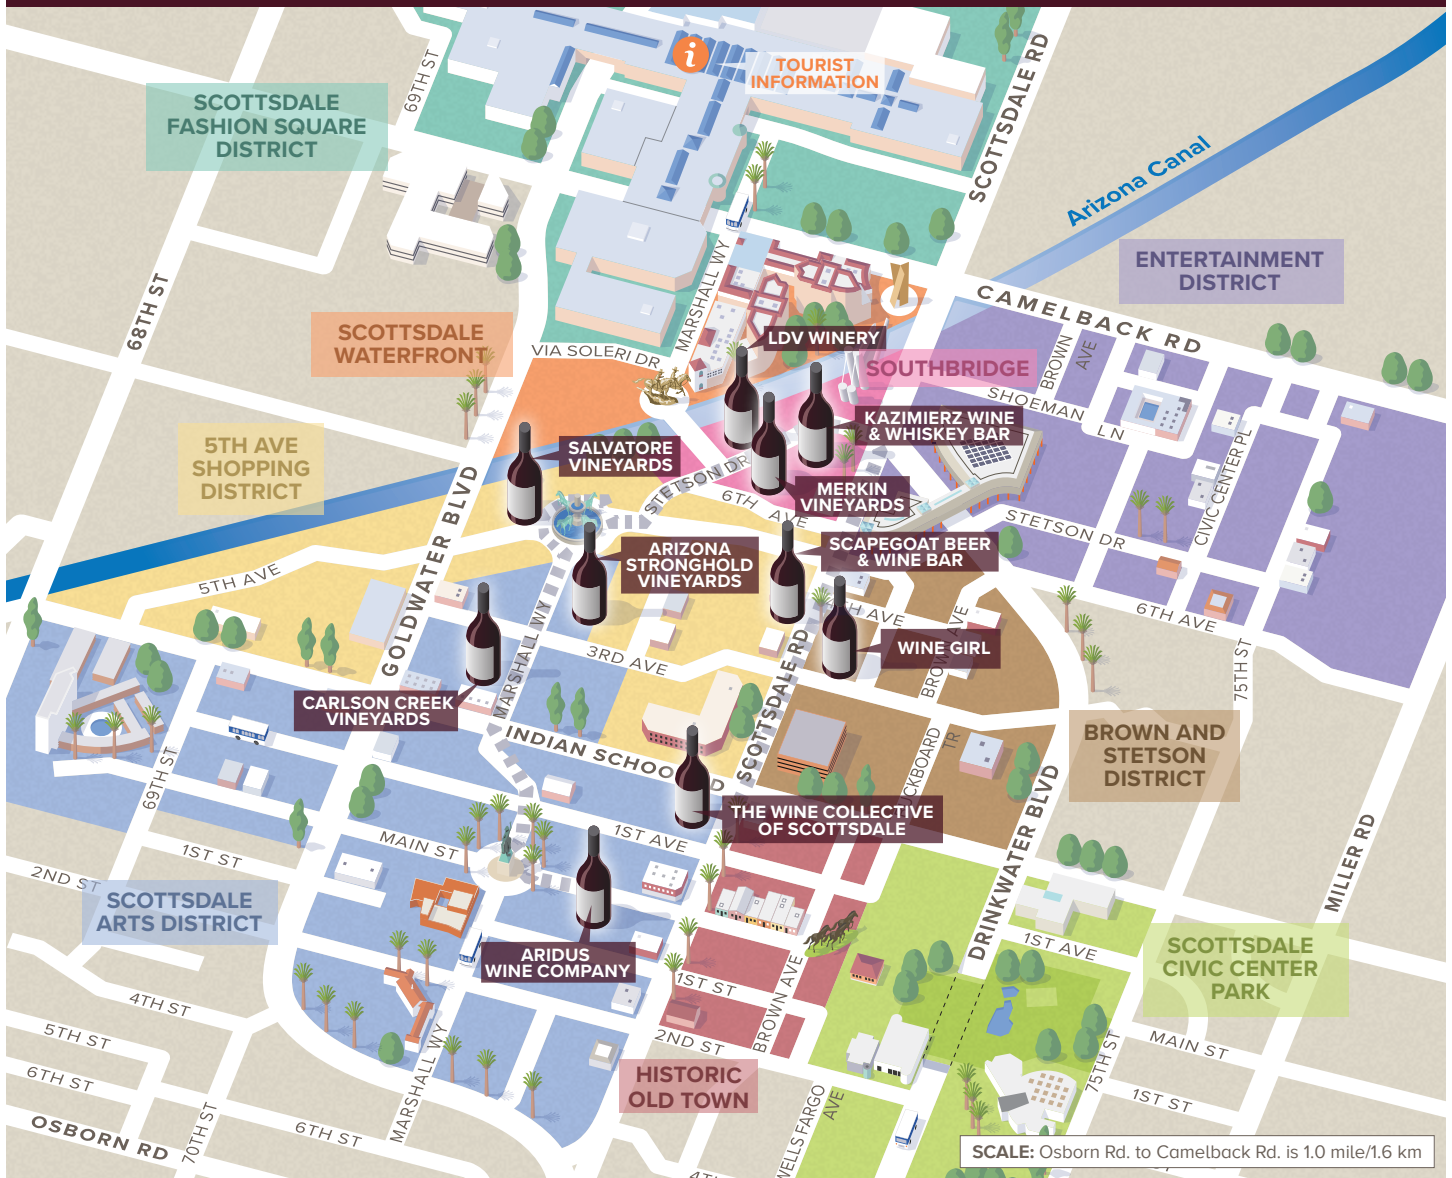 i
TOURIST
INFORMATION
69TH ST
SCOTTSDALE RD
SCOTTSDALE
FASHION SQUARE
DISTRICT
Arizona Canal
ENTERTAINMENT
DISTRICT
68TH ST
MARSHALL WY
CAMELBACK RD
SCOTTSDALE
WATERFRONT
VIA SOLERI DR
LDV WINERY
SOUTHBRIDGE
BROWN
AVE
SHOEMAN
LN
KAZIMIERZ WINE
& WHISKEY BAR
5TH AVE
SHOPPING
DISTRICT
SALVATORE
VINEYARDS
STETSON DR
MERKIN
VINEYARDS
6TH AVE
CIVIC CENTER PL
STETSON DR
GOLDWATER BLVD
ARIZONA
STRONGHOLD
VINEYARDS
SCAPEGOAT BEER
& WINE BAR
5TH AVE
TH AVE
6TH AVE
BROWN AVE
WINE GIRL
MARSHALL WY
3RD AVE
SCOTTSDALE RD
75TH ST
CARLSON CREEK
VINEYARDS
INDIAN SCHOO
D
BROWN AND
STETSON
DISTRICT
UCKBOARD
TR
69TH ST
THE WINE COLLECTIVE
OF SCOTTSDALE
DRINKWATER BLVD
MILLER RD
MAIN ST
1ST AVE
1ST ST
2ND ST
SCOTTSDALE
ARTS DISTRICT
ARIDUS
WINE COMPANY
1ST AVE
SCOTTSDALE
CIVIC CENTER
PARK
1ST ST
BROWN AVE
2ND ST
4TH ST
5TH ST
6TH ST
MARSHALL WY
75TH ST
MAIN ST
1ST ST
HISTORIC
OLD TOWN
WELLS FARGO
AVE
OSBORN RD
70TH ST
6TH ST
SCALE: Osborn Rd. to Camelback Rd. is 1.0 mile/1.6 km